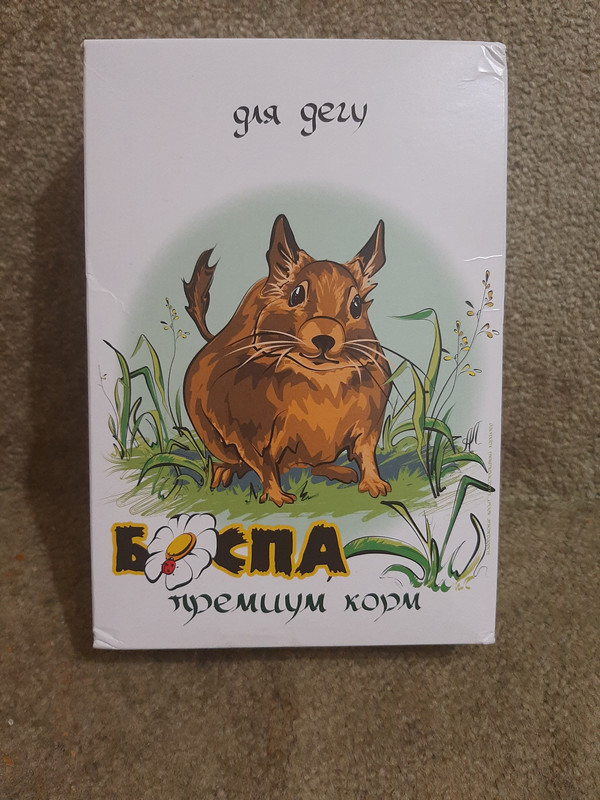 для дегу
БОСПА
премиум корм